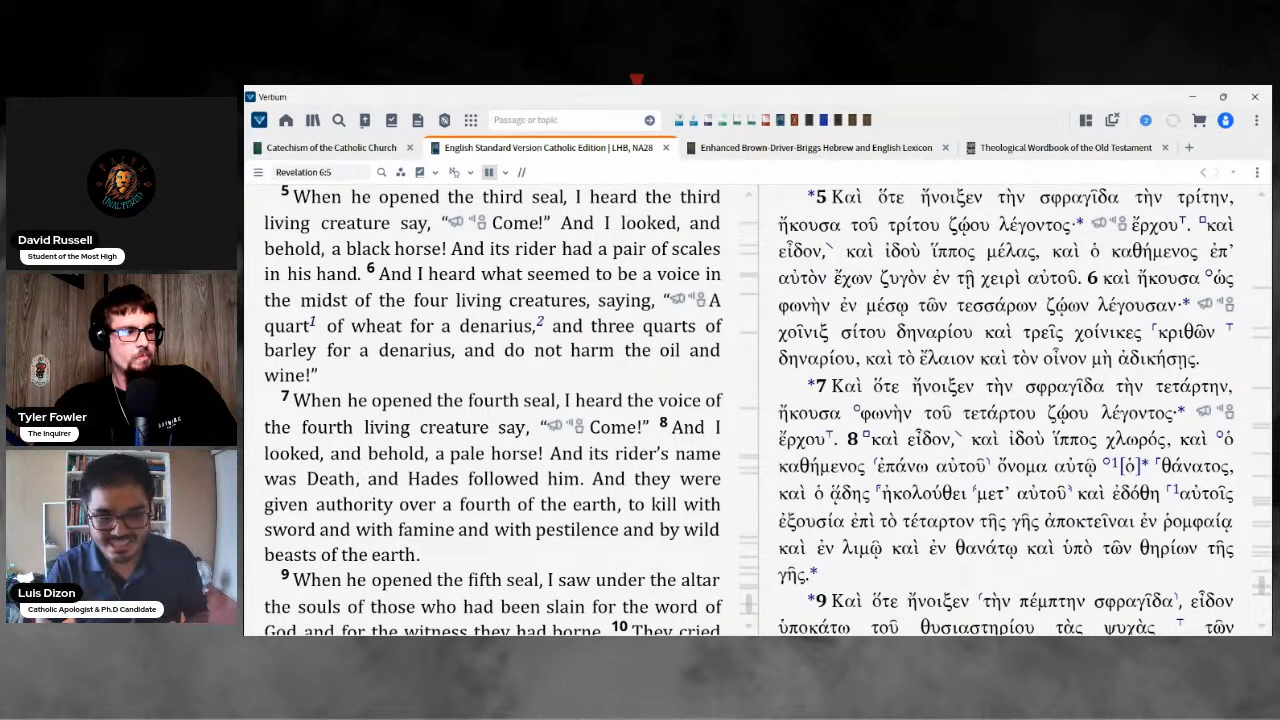 FAITH
UNALTERED
David Russell
Student of the Most High
Tyler Fowler
The Inquirer
Luis Dizon
Catholic Apologist & Ph.D Candidate
Verbum
Passage or topic
2
Catechism of the Catholic Church
English Standard Version Catholic Edition | LHB, NA28
Enhanced Brown-Driver-Briggs Hebrew and English Lexicon
Theological Wordbook of the Old Testament
Revelation 6:5
5 When he opened the third seal, I heard the third
living creature say, “Come!” And I looked, and
behold, a black horse! And its rider had a pair of scales
in his hand. 6 And I heard what seemed to be a voice in
the midst of the four living creatures, saying, “A
quart1 of wheat for a denarius,2 and three quarts of
barley for a denarius, and do not harm the oil and
wine!”
7 When he opened the fourth seal, I heard the voice of
the fourth living creature say, “Come!” 8 And I
looked, and behold, a pale horse! And its rider’s name
was Death, and Hades followed him. And they were
given authority over a fourth of the earth, to kill with
sword and with famine and with pestilence and by wild
beasts of the earth.
9 When he opened the fifth seal, I saw under the altar
the souls of those who had been slain for the word of
God and for the witness they had borne. 10 They cried
*5 Καὶ ὅτε ἤνοιξεν τὴν σφραγῖδα τὴν τρίτην,
ἤκουσα τοῦ τρίτου ζῴου λέγοντος·* ἔρχου⸆. ⸋καὶ
εἶδον,⸌ καὶ ἰδοὺ ἵππος μέλας, καὶ ὁ καθήμενος ἐπ’
αὐτὸν ἔχων ζυγὸν ἐν τῇ χειρὶ αὐτοῦ. 6 καὶ ἤκουσα °ὡς
φωνὴν ἐν μέσῳ τῶν τεσσάρων ζῴων λέγουσαν·*
χοῖνιξ σίτου δηναρίου καὶ τρεῖς χοίνικες ⸀κριθῶν ⸆
δηναρίου, καὶ τὸ ἔλαιον καὶ τὸν οἶνον μὴ ἀδικήσῃς.
*7 Καὶ ὅτε ἤνοιξεν τὴν σφραγῖδα τὴν τετάρτην,
ἤκουσα °φωνὴν τοῦ τετάρτου ζῴου λέγοντος·*
ἔρχου⸆. 8 ⸋καὶ εἶδον,⸌ καὶ ἰδοὺ ἵππος χλωρός, καὶ °ὁ
καθήμενος ⸂ἐπάνω αὐτοῦ⸃ ὄνομα αὐτῷ °1[ὁ]* ⸀θάνατος,
καὶ ὁ ᾅδης ⸀ἠκολούθει ⸂μετ’ αὐτοῦ⸃ καὶ ἐδόθη ⸀1αὐτοῖς
ἐξουσία ἐπὶ τὸ τέταρτον τῆς γῆς ἀποκτεῖναι ἐν ῥομφαίᾳ
καὶ ἐν λιμῷ καὶ ἐν θανάτῳ καὶ ὑπὸ τῶν θηρίων τῆς
γῆς.*
*9 Καὶ ὅτε ἤνοιξεν ⸂τὴν πέμπτην σφραγῖδα⸃, εἶδον
ὑποκάτω τοῦ θυσιαστηρίου τὰς ψυχὰς ⸆ τῶν